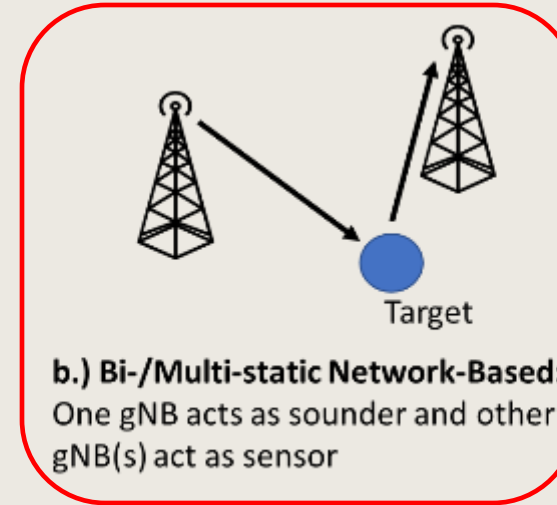 Target
b.) Bi-/Multi-static Network-Based:
One gNB acts as sounder and other
gNB(s) act as sensor